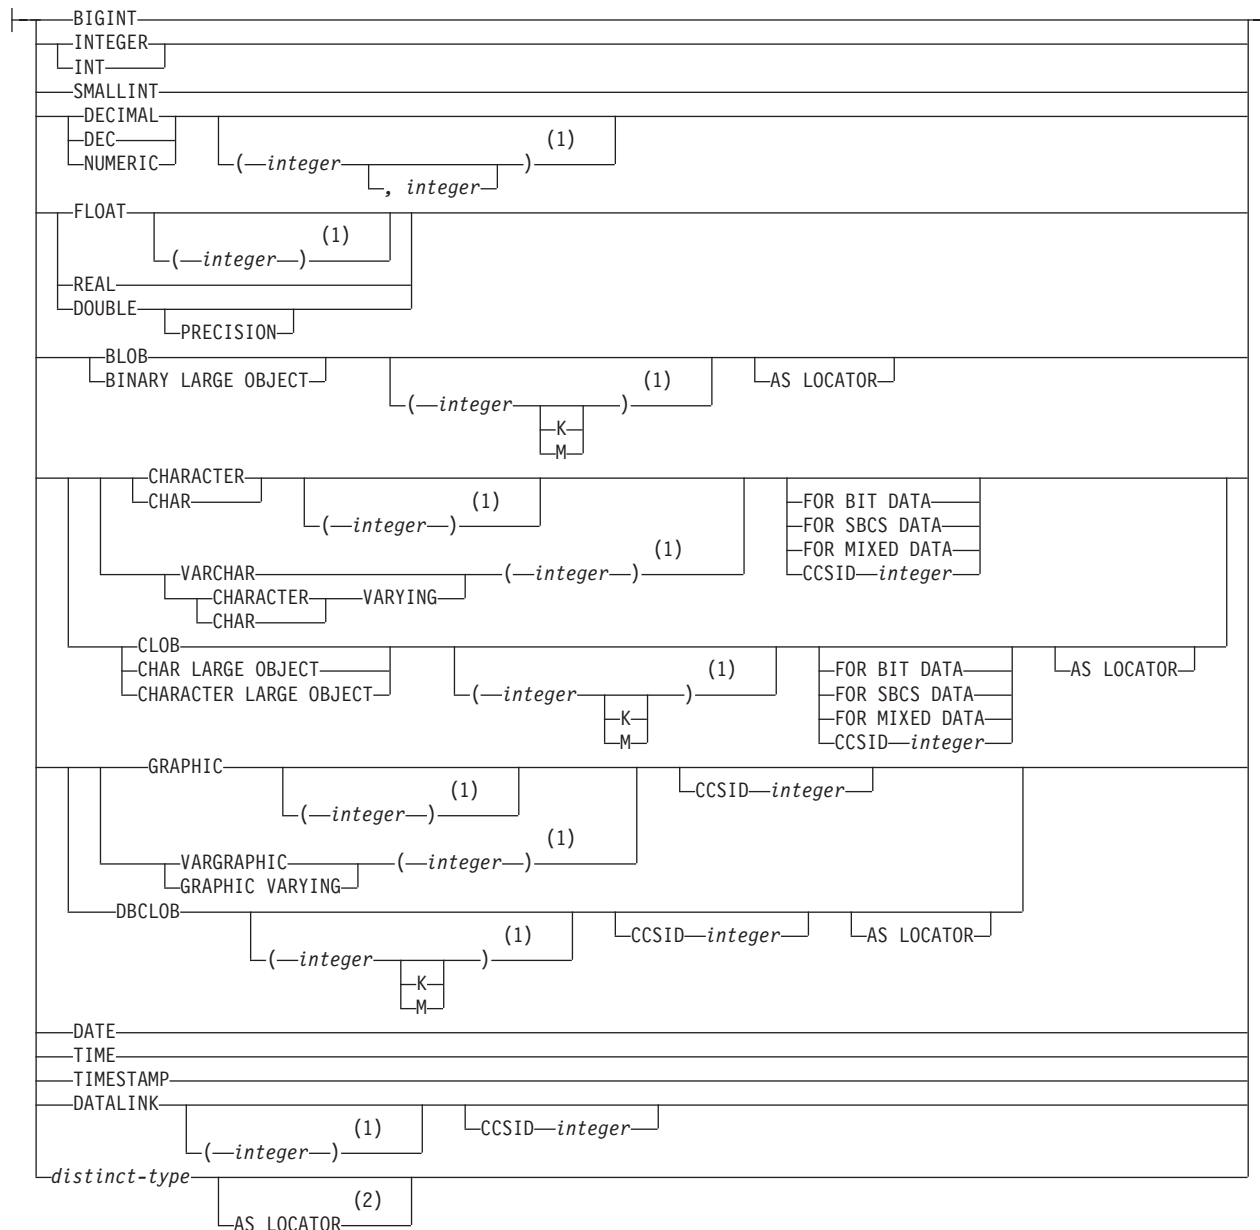 BIGINT
INTEGER
INT
SMALLINT
DECIMAL
DEC
NUMERIC
(1)
( integer )
, integer
FLOAT
(1)
( integer )
REAL
DOUBLE
PRECISION
BLOB
BINARY LARGE OBJECT
(1)
( integer )
K
M
AS LOCATOR
CHARACTER
CHAR
(1)
( integer )
VARCHAR
CHARACTER VARYING
CHAR
(1)
( integer )
FOR BIT DATA
FOR SBCS DATA
FOR MIXED DATA
CCSID integer
CLOB
CHAR LARGE OBJECT
CHARACTER LARGE OBJECT
(1)
( integer )
K
M
FOR BIT DATA
FOR SBCS DATA
FOR MIXED DATA
CCSID integer
AS LOCATOR
GRAPHIC
(1)
( integer )
VARGRAPHIC
GRAPHIC VARYING
(1)
( integer )
CCSID integer
DBCLOB
(1)
( integer )
K
M
CCSID integer
AS LOCATOR
DATE
TIME
TIMESTAMP
DATALINK
(1)
( integer )
CCSID integer
distinct-type
(2)
AS LOCATOR